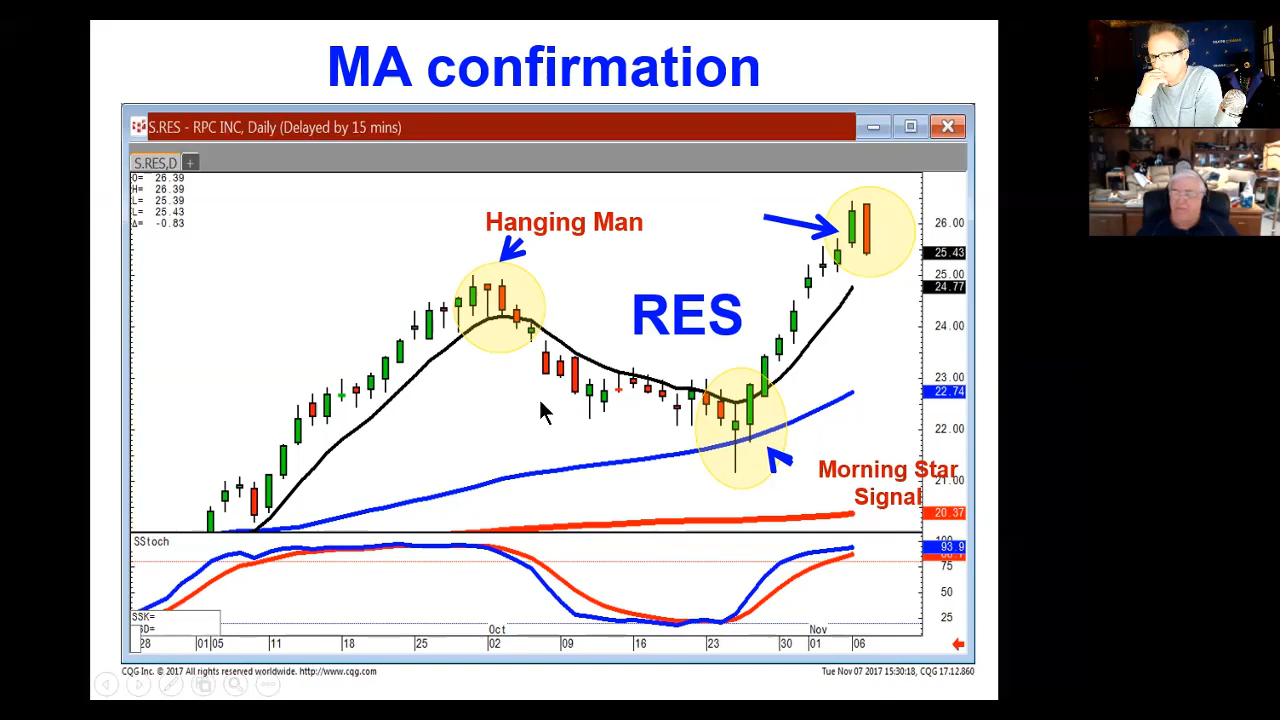 MA confirmation
S.RES - RPC INC, Daily (Delayed by 15 mins)
S.RES,D +
O= 26.39
H= 26.39
L= 25.39
L= 25.43
Δ= -0.83
Hanging Man
RES
Morning Star
Signal
26.00
25.43
25.00
24.77
24.00
23.00
22.74
22.00
21.00
20.37
SStoch
100
93.9
75
50
25
SSK=
SD=
Oct
Nov
28 01 05 11 18 25 02 09 16 23 30 01 06
CQG Inc. © 2017 All rights reserved worldwide. http://www.cqg.com
Tue Nov 07 2017 15:30:18, CQG 17.12.860